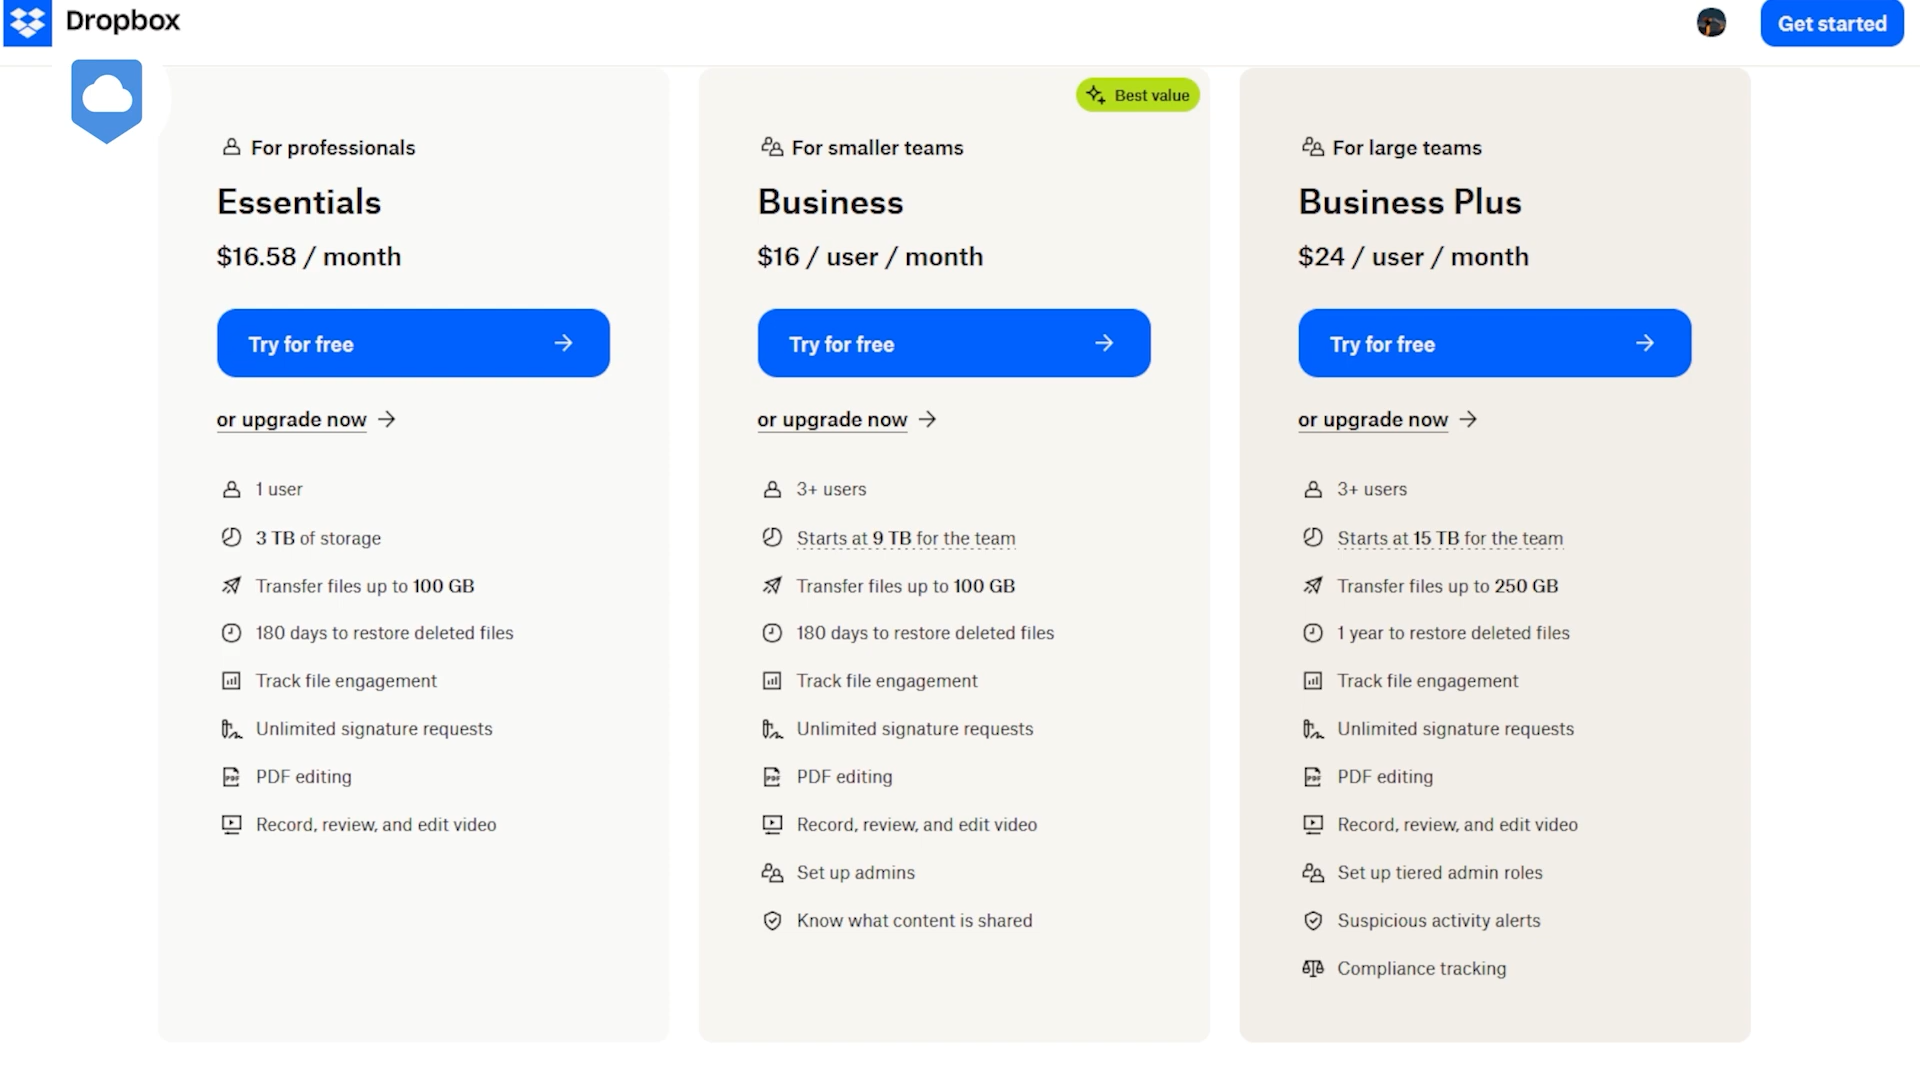 Dropbox
Get started
For professionals
Essentials
$16.58 / month
Try for free
or upgrade now
1 user
3 TB of storage
Transfer files up to 100 GB
180 days to restore deleted files
Track file engagement
Unlimited signature requests
PDF editing
Record, review, and edit video
Best value
For smaller teams
Business
$16 / user / month
Try for free
or upgrade now
3+ users
Starts at 9 TB for the team
Transfer files up to 100 GB
180 days to restore deleted files
Track file engagement
Unlimited signature requests
PDF editing
Record, review, and edit video
Set up admins
Know what content is shared
For large teams
Business Plus
$24 / user / month
Try for free
or upgrade now
3+ users
Starts at 15 TB for the team
Transfer files up to 250 GB
1 year to restore deleted files
Track file engagement
Unlimited signature requests
PDF editing
Record, review, and edit video
Set up tiered admin roles
Suspicious activity alerts
Compliance tracking